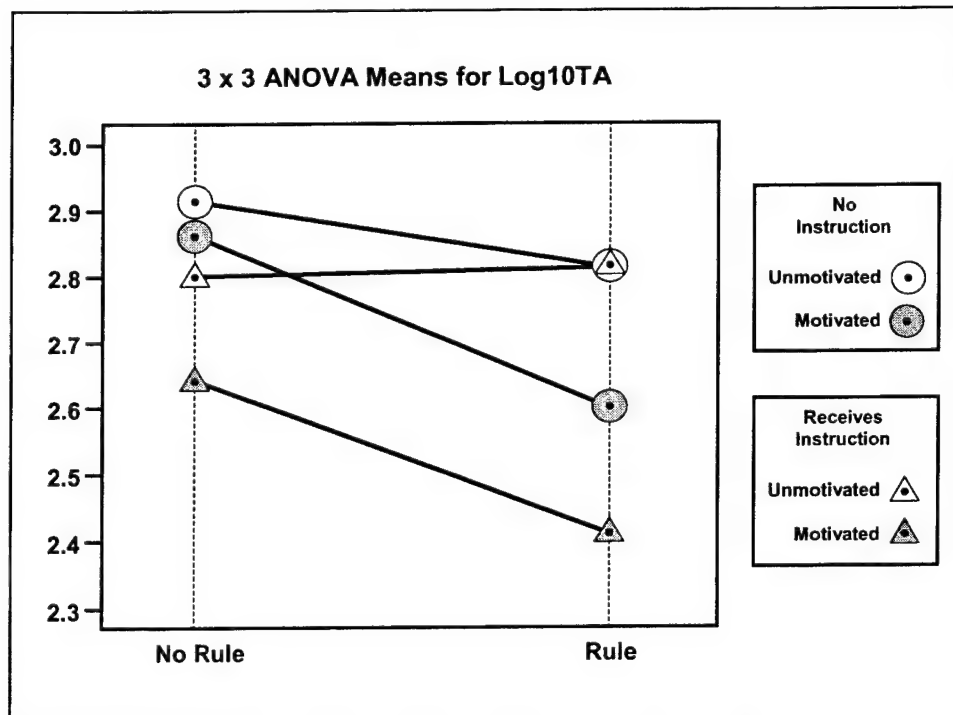 3 x 3 ANOVA Means for Log10TA
3.0
2.9
2.8
2.7
2.6
2.5
2.4
2.3
No Rule
Rule
No
Instruction
Unmotivated
Motivated
Receives
Instruction
Unmotivated
Motivated